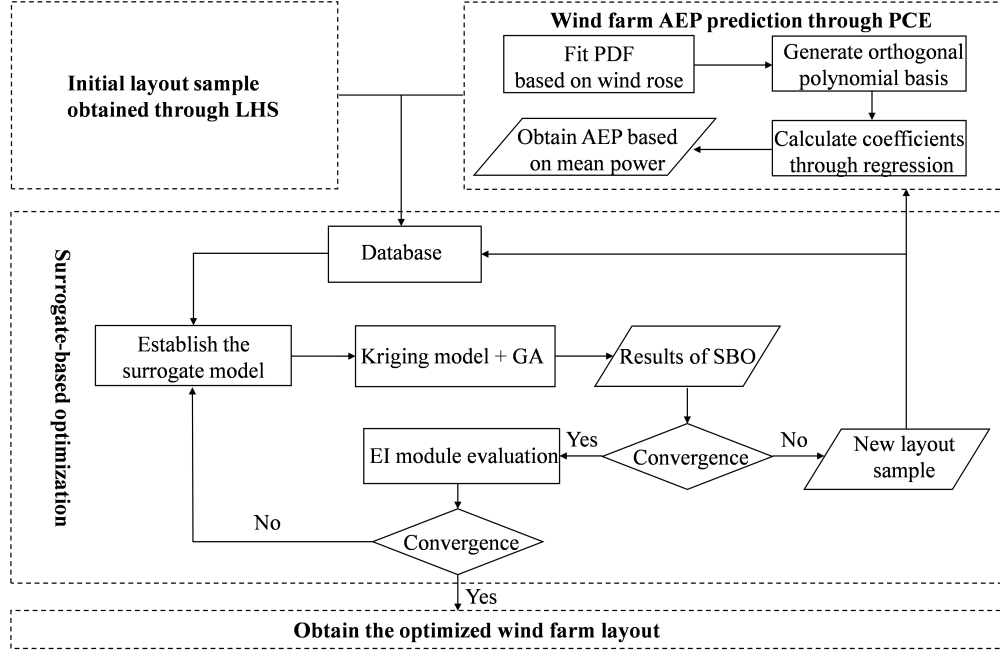 Wind farm AEP prediction through PCE
Initial layout sample
obtained through LHS
Fit PDF
based on wind rose
Generate orthogonal
polynomial basis
Obtain AEP based
on mean power
Calculate coefficients
through regression
Surrogate-based optimization
Database
Establish the
surrogate model
Kriging model + GA
Results of SBO
EI module evaluation
Yes
Convergence
No
New layout
sample
No
Convergence
Yes
Obtain the optimized wind farm layout